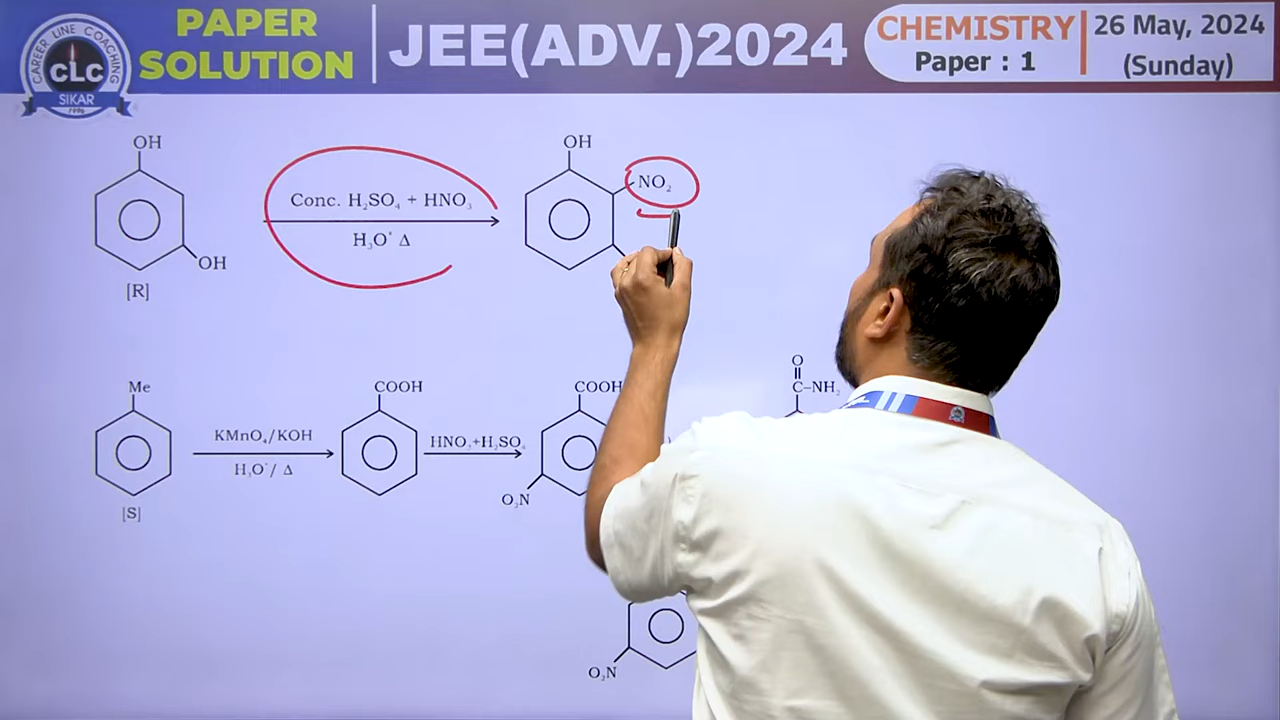 CAREER LINE COACHING
CLC
SIKAR
1996
PAPER
SOLUTION
JEE(ADV.)2024
CHEMISTRY
Paper : 1
26 May, 2024
(Sunday)
OH
OH
[R]
Conc. H₂SO₄ + HNO₃
H₃O⁺ Δ
OH
NO₂
Me
[S]
KMnO₄/KOH
H₃O⁺/ Δ
COOH
HNO₃+H₂SO₄
COOH
O₂N
O
C–NH₂
O₂N